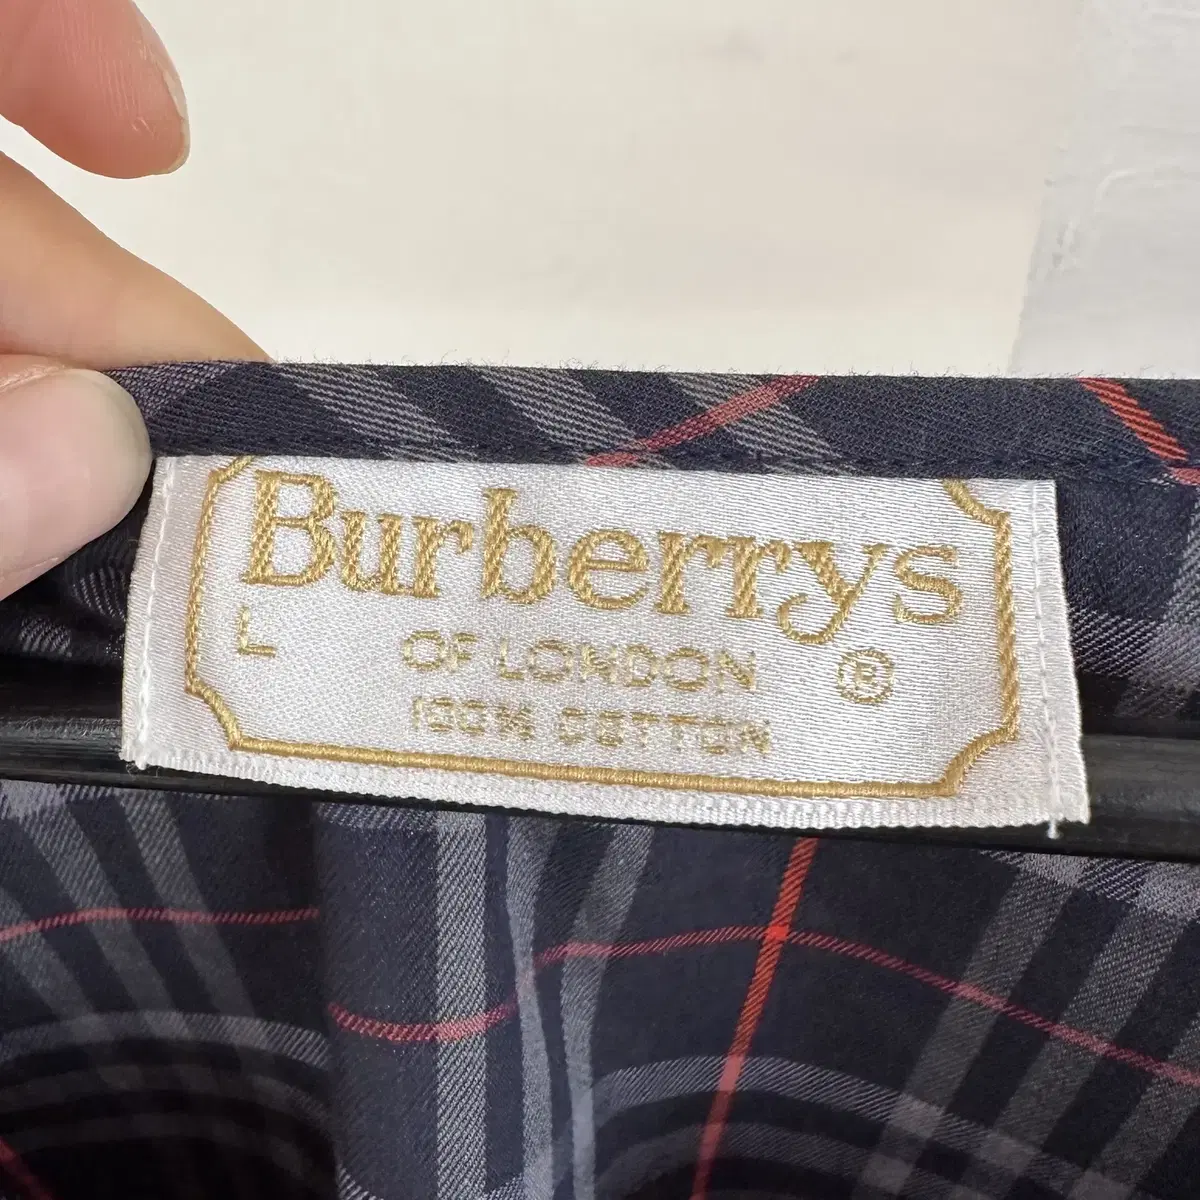 Burberrys
L
OF LONDON ®
100% COTTON